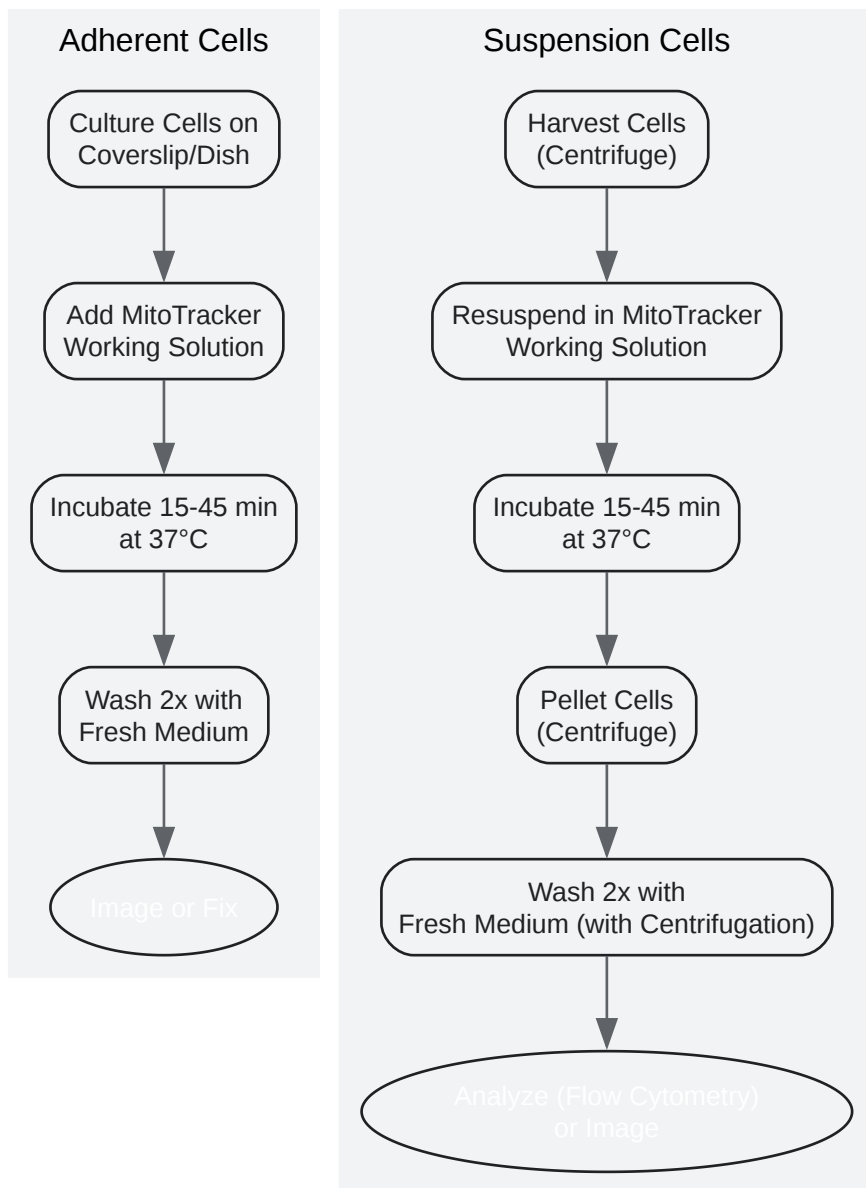 Adherent Cells
Culture Cells on
Coverslip/Dish
Add MitoTracker
Working Solution
Incubate 15-45 min
at 37°C
Wash 2x with
Fresh Medium
Image or Fix
Suspension Cells
Harvest Cells
(Centrifuge)
Resuspend in MitoTracker
Working Solution
Incubate 15-45 min
at 37°C
Pellet Cells
(Centrifuge)
Wash 2x with
Fresh Medium (with Centrifugation)
Analyze (Flow Cytometry)
or Image